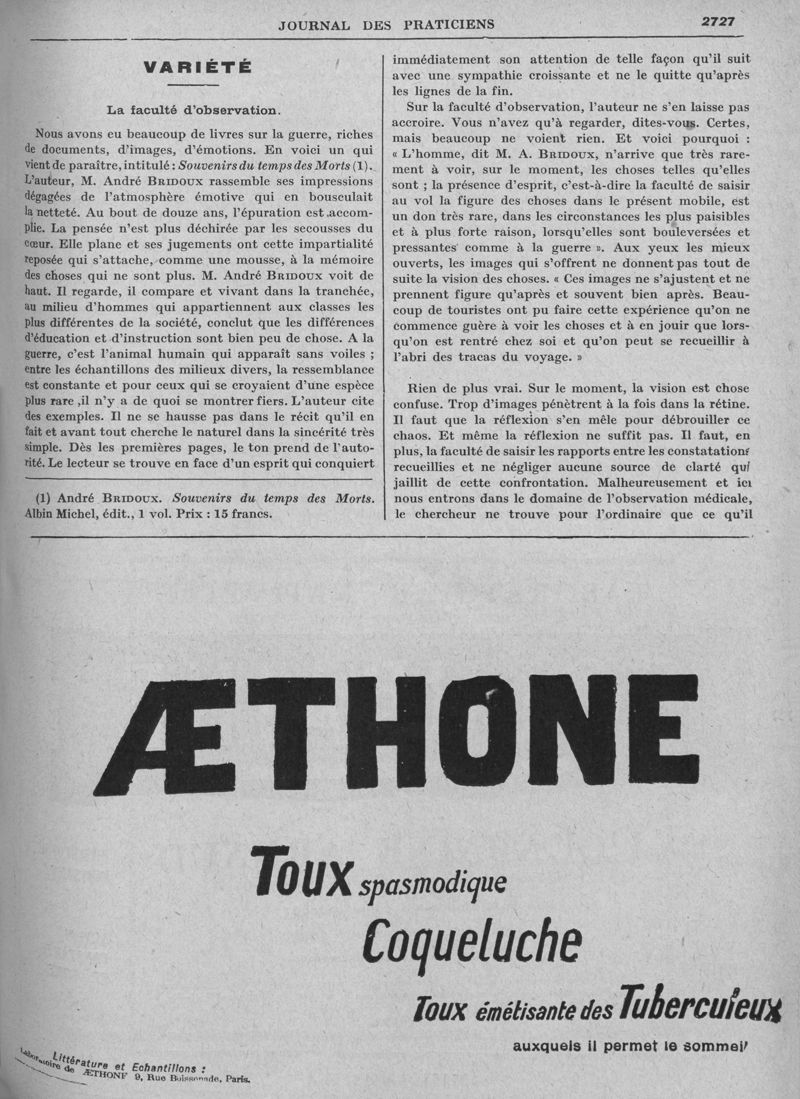 JOURNAL DES PRATICIENS
2727
VARIÉTÉ
La faculté d'observation.
Nous avons eu beaucoup de livres sur la guerre, riches
de documents, d'images, d'émotions. En voici un qui
vient de paraître, intitulé : Souvenirs du temps des Morts (1).
L'auteur, M. André BRIDOUX rassemble ses impressions
dégagées de l'atmosphère émotive qui en bousculait
la netteté. Au bout de douze ans, l'épuration est accom-
plie. La pensée n'est plus déchirée par les secousses du
cœur. Elle plane et ses jugements ont cette impartialité
reposée qui s'attache, comme une mousse, à la mémoire
des choses qui ne sont plus. M. André BRIDOUX voit de
haut. Il regarde, il compare et vivant dans la tranchée,
au milieu d'hommes qui appartiennent aux classes les
plus différentes de la société, conclut que les différences
d'éducation et d'instruction sont bien peu de chose. A la
guerre, c'est l'animal humain qui apparaît sans voiles ;
entre les échantillons des milieux divers, la ressemblance
est constante et pour ceux qui se croyaient d'une espèce
plus rare ,il n'y a de quoi se montrer fiers. L'auteur cite
des exemples. Il ne se hausse pas dans le récit qu'il en
fait et avant tout cherche le naturel dans la sincérité très
simple. Dès les premières pages, le ton prend de l'auto-
rité. Le lecteur se trouve en face d'un esprit qui conquiert
(1) André BRIDOUX. Souvenirs du temps des Morts.
Albin Michel, édit., 1 vol. Prix : 15 francs.
immédiatement son attention de telle façon qu'il suit
avec une sympathie croissante et ne le quitte qu'après
les lignes de la fin.
Sur la faculté d'observation, l'auteur ne s'en laisse pas
accroire. Vous n'avez qu'à regarder, dites-vous. Certes,
mais beaucoup ne voient rien. Et voici pourquoi :
« L'homme, dit M. A. BRIDOUX, n'arrive que très rare-
ment à voir, sur le moment, les choses telles qu'elles
sont ; la présence d'esprit, c'est-à-dire la faculté de saisir
au vol la figure des choses dans le présent mobile, est
un don très rare, dans les circonstances les plus paisibles
et à plus forte raison, lorsqu'elles sont bouleversées et
pressantes comme à la guerre ». Aux yeux les mieux
ouverts, les images qui s'offrent ne donnent pas tout de
suite la vision des choses. « Ces images ne s'ajustent et ne
prennent figure qu'après et souvent bien après. Beau-
coup de touristes ont pu faire cette expérience qu'on ne
commence guère à voir les choses et à en jouir que lors-
qu'on est rentré chez soi et qu'on peut se recueillir à
l'abri des tracas du voyage. »
Rien de plus vrai. Sur le moment, la vision est chose
confuse. Trop d'images pénètrent à la fois dans la rétine.
Il faut que la réflexion s'en mêle pour débrouiller ce
chaos. Et même la réflexion ne suffit pas. Il faut, en
plus, la faculté de saisir les rapports entre les constatations
recueillies et ne négliger aucune source de clarté qui
jaillit de cette confrontation. Malheureusement et ici
nous entrons dans le domaine de l'observation médicale,
le chercheur ne trouve pour l'ordinaire que ce qu'il
ÆTHONE
Toux spasmodique
Coqueluche
Toux émétisante des Tuberculeux
auxquels il permet le sommeil
Littérature et Echantillons :
Laboratoire de ÆTHONE 9, Rue Boissonade, Paris.